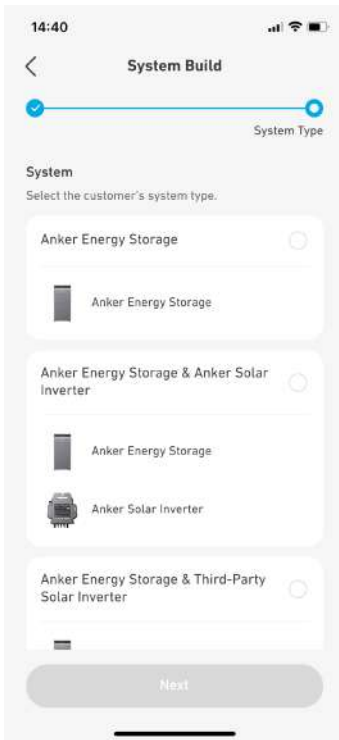 14:40
System Build
System Type
System
Select the customer's system type.
Anker Energy Storage
Anker Energy Storage
Anker Energy Storage & Anker Solar
Inverter
Anker Energy Storage
Anker Solar Inverter
Anker Energy Storage & Third-Party
Solar Inverter
Next